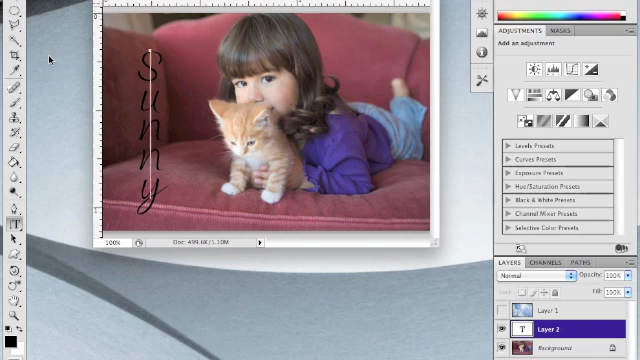 Sunny
100%
Doc: 499.6K/1.10M
ADJUSTMENTS
MASKS
Add an adjustment
Levels Presets
Curves Presets
Exposure Presets
Hue/Saturation Presets
Black & White Presets
Channel Mixer Presets
Selective Color Presets
LAYERS
CHANNELS
PATHS
Normal
Opacity: 100%
Lock:
Fill: 100%
Layer 1
T
Layer 2
Background